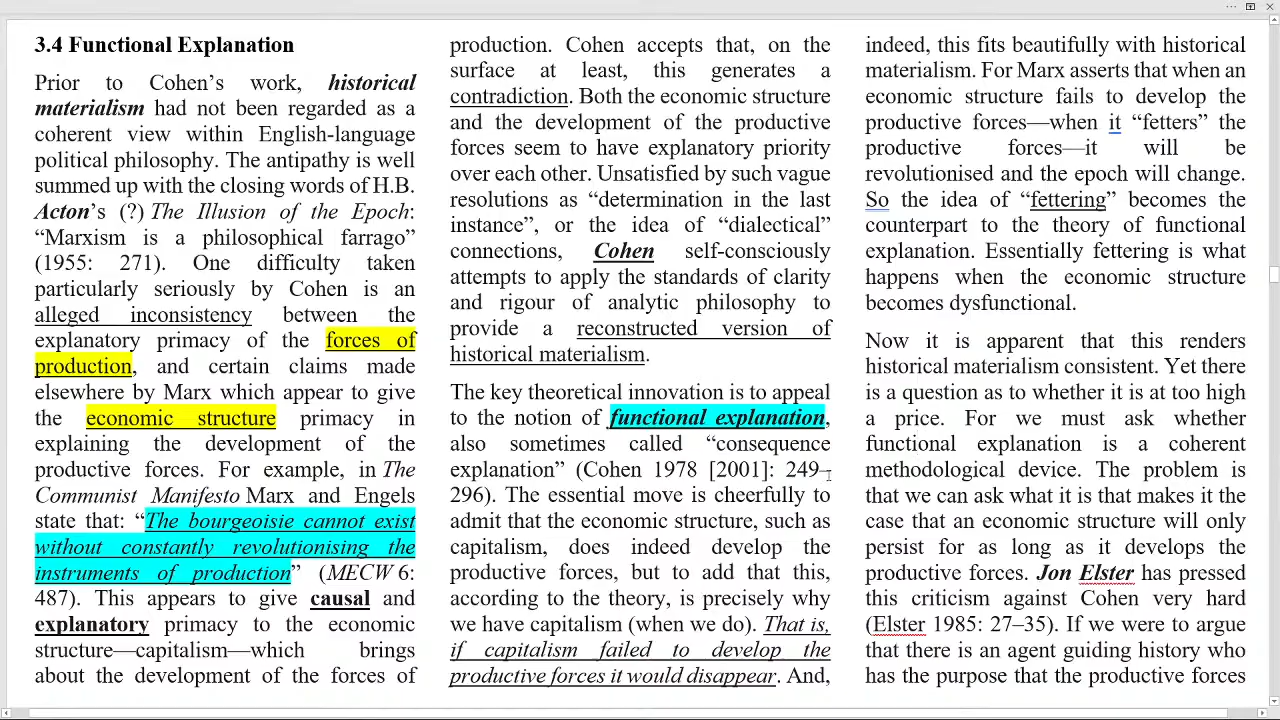 3.4 Functional Explanation
Prior to Cohen’s work, historical
materialism had not been regarded as a
coherent view within English-language
political philosophy. The antipathy is well
summed up with the closing words of H.B.
Acton’s (?) The Illusion of the Epoch:
“Marxism is a philosophical farrago”
(1955: 271). One difficulty taken
particularly seriously by Cohen is an
alleged inconsistency between the
explanatory primacy of the forces of
production, and certain claims made
elsewhere by Marx which appear to give
the economic structure primacy in
explaining the development of the
productive forces. For example, in The
Communist Manifesto Marx and Engels
state that: “The bourgeoisie cannot exist
without constantly revolutionising the
instruments of production” (MECW 6:
487). This appears to give causal and
explanatory primacy to the economic
structure—capitalism—which brings
about the development of the forces of
production. Cohen accepts that, on the
surface at least, this generates a
contradiction. Both the economic structure
and the development of the productive
forces seem to have explanatory priority
over each other. Unsatisfied by such vague
resolutions as “determination in the last
instance”, or the idea of “dialectical”
connections, Cohen self-consciously
attempts to apply the standards of clarity
and rigour of analytic philosophy to
provide a reconstructed version of
historical materialism.
The key theoretical innovation is to appeal
to the notion of functional explanation,
also sometimes called “consequence
explanation” (Cohen 1978 [2001]: 249–
296). The essential move is cheerfully to
admit that the economic structure, such as
capitalism, does indeed develop the
productive forces, but to add that this,
according to the theory, is precisely why
we have capitalism (when we do). That is,
if capitalism failed to develop the
productive forces it would disappear. And,
indeed, this fits beautifully with historical
materialism. For Marx asserts that when an
economic structure fails to develop the
productive forces—when it “fetters” the
productive forces—it will be
revolutionised and the epoch will change.
So the idea of “fettering” becomes the
counterpart to the theory of functional
explanation. Essentially fettering is what
happens when the economic structure
becomes dysfunctional.
Now it is apparent that this renders
historical materialism consistent. Yet there
is a question as to whether it is at too high
a price. For we must ask whether
functional explanation is a coherent
methodological device. The problem is
that we can ask what it is that makes it the
case that an economic structure will only
persist for as long as it develops the
productive forces. Jon Elster has pressed
this criticism against Cohen very hard
(Elster 1985: 27–35). If we were to argue
that there is an agent guiding history who
has the purpose that the productive forces